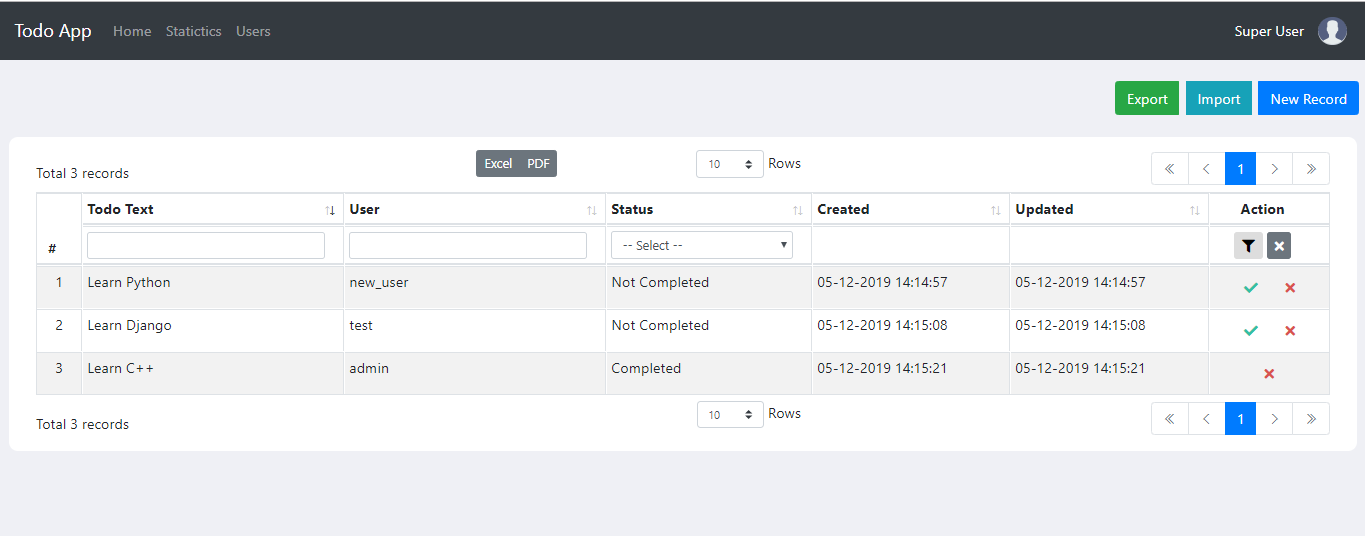 Todo App Home Statictics Users Super User
Export Import New Record
Total 3 records Excel PDF 10 Rows 1
Todo Text User Status Created Updated Action
# -- Select --
1 Learn Python new_user Not Completed 05-12-2019 14:14:57 05-12-2019 14:14:57
2 Learn Django test Not Completed 05-12-2019 14:15:08 05-12-2019 14:15:08
3 Learn C++ admin Completed 05-12-2019 14:15:21 05-12-2019 14:15:21
Total 3 records 10 Rows 1